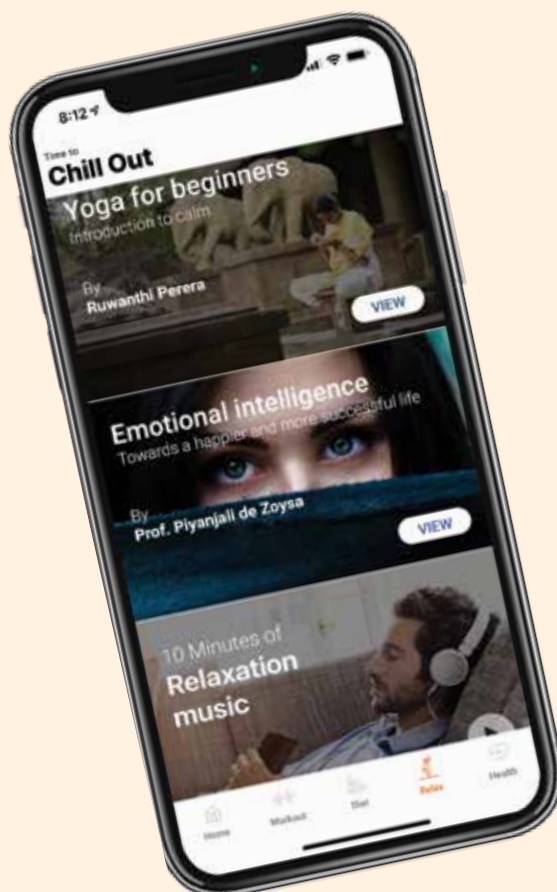 8:12
Time to
Chill Out
Yoga for beginners
Introduction to calm
By
Ruwanthi Perera
VIEW
Emotional intelligence
Towards a happier and more successful life
By
Prof. Piyanjali de Zoysa
VIEW
10 Minutes of
Relaxation
music
Home
Workout
Diet
Relax
Health